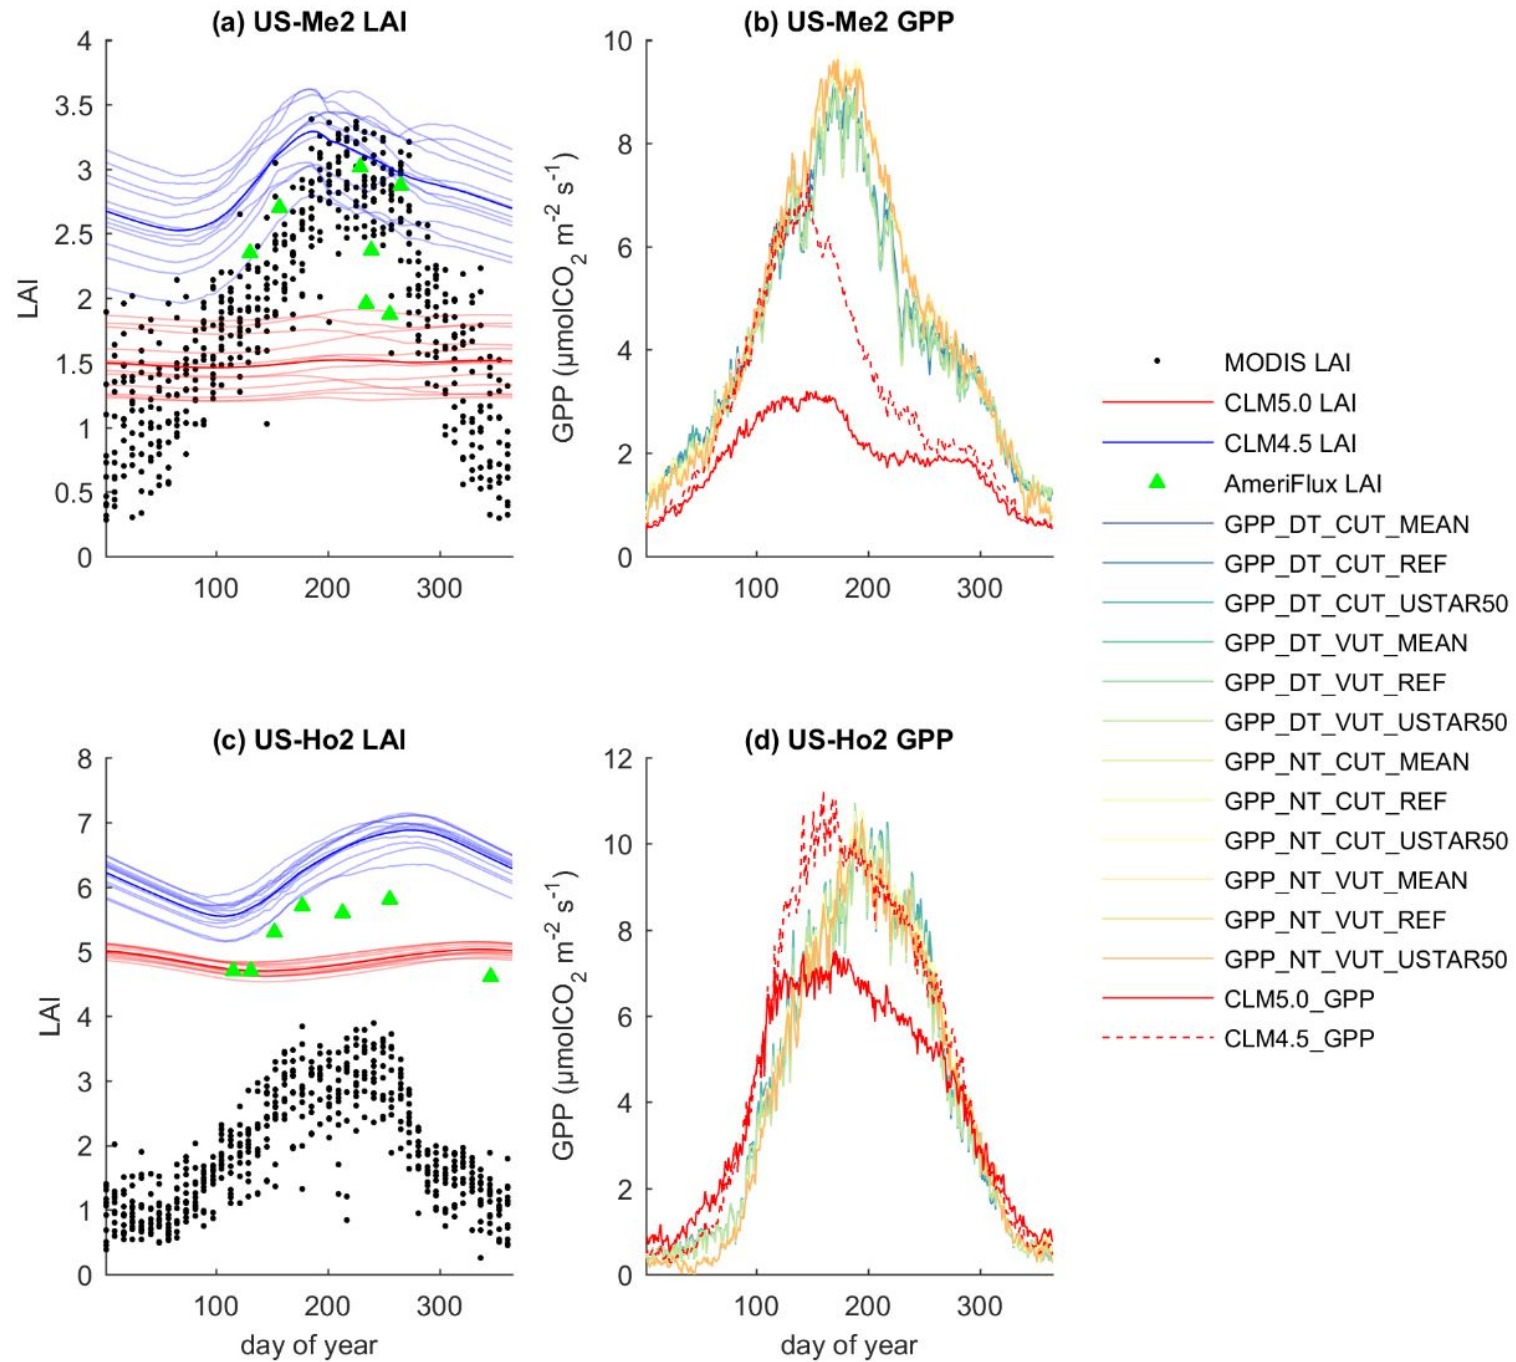 (a) US-Me2 LAI
4
3.5
3
2.5
2
1.5
1
0.5
0
LAI
100 200 300
(b) US-Me2 GPP
10
8
6
4
2
0
GPP (μmolCO2 m-2 s-1)
100 200 300
(c) US-Ho2 LAI
8
7
6
5
4
3
2
1
0
LAI
100 200 300
day of year
(d) US-Ho2 GPP
12
10
8
6
4
2
0
GPP (μmolCO2 m-2 s-1)
100 200 300
day of year
MODIS LAI
CLM5.0 LAI
CLM4.5 LAI
AmeriFlux LAI
GPP_DT_CUT_MEAN
GPP_DT_CUT_REF
GPP_DT_CUT_USTAR50
GPP_DT_VUT_MEAN
GPP_DT_VUT_REF
GPP_DT_VUT_USTAR50
GPP_NT_CUT_MEAN
GPP_NT_CUT_REF
GPP_NT_CUT_USTAR50
GPP_NT_VUT_MEAN
GPP_NT_VUT_REF
GPP_NT_VUT_USTAR50
CLM5.0_GPP
CLM4.5_GPP